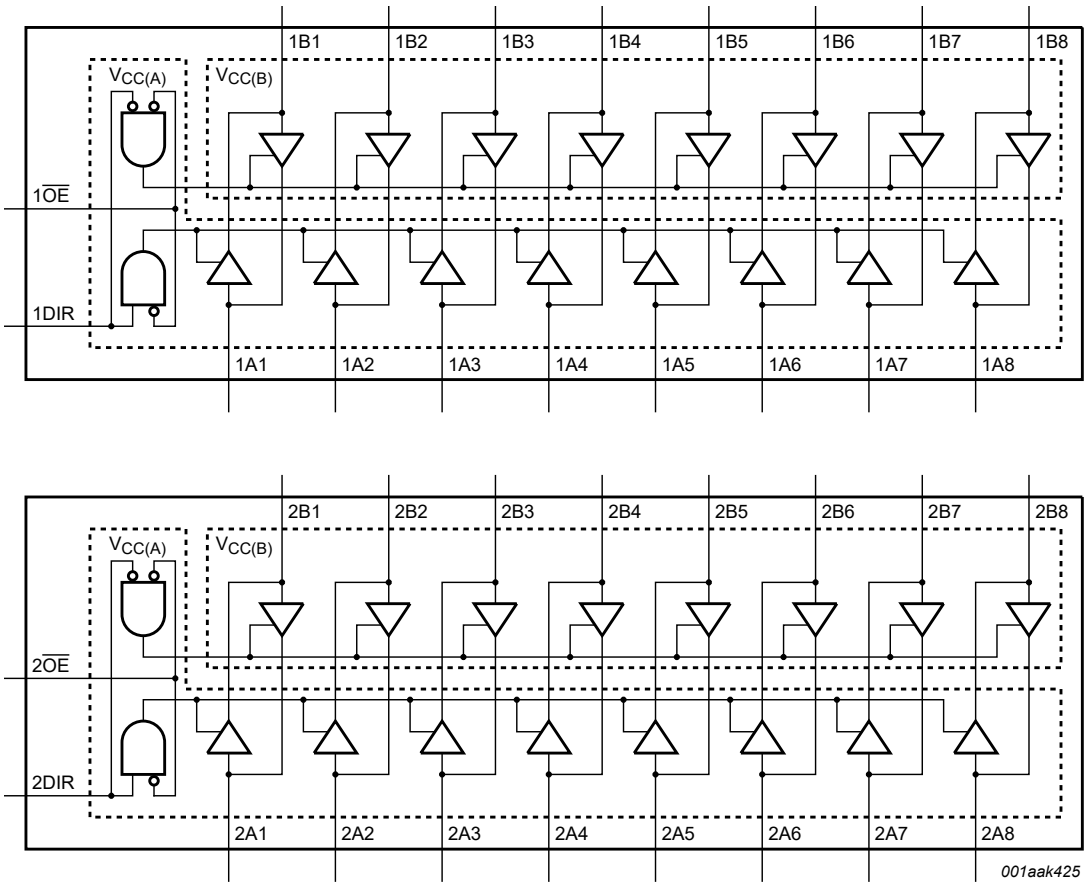 1B1 1B2 1B3 1B4 1B5 1B6 1B7 1B8
VCC(A) VCC(B)
1O̅E̅
1DIR
1A1 1A2 1A3 1A4 1A5 1A6 1A7 1A8
2B1 2B2 2B3 2B4 2B5 2B6 2B7 2B8
VCC(A) VCC(B)
2O̅E̅
2DIR
2A1 2A2 2A3 2A4 2A5 2A6 2A7 2A8
001aak425